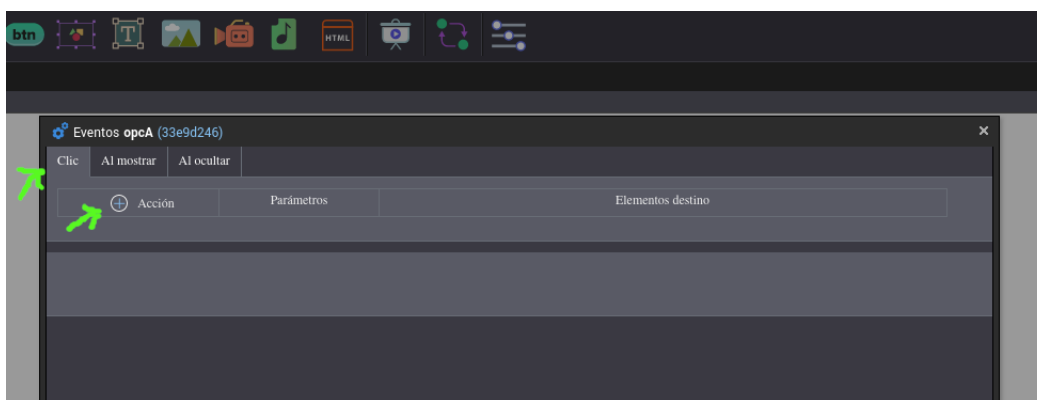 btn T HTML
Eventos opcA (33e9d246) ×
Clic Al mostrar Al ocultar
Acción Parámetros Elementos destino